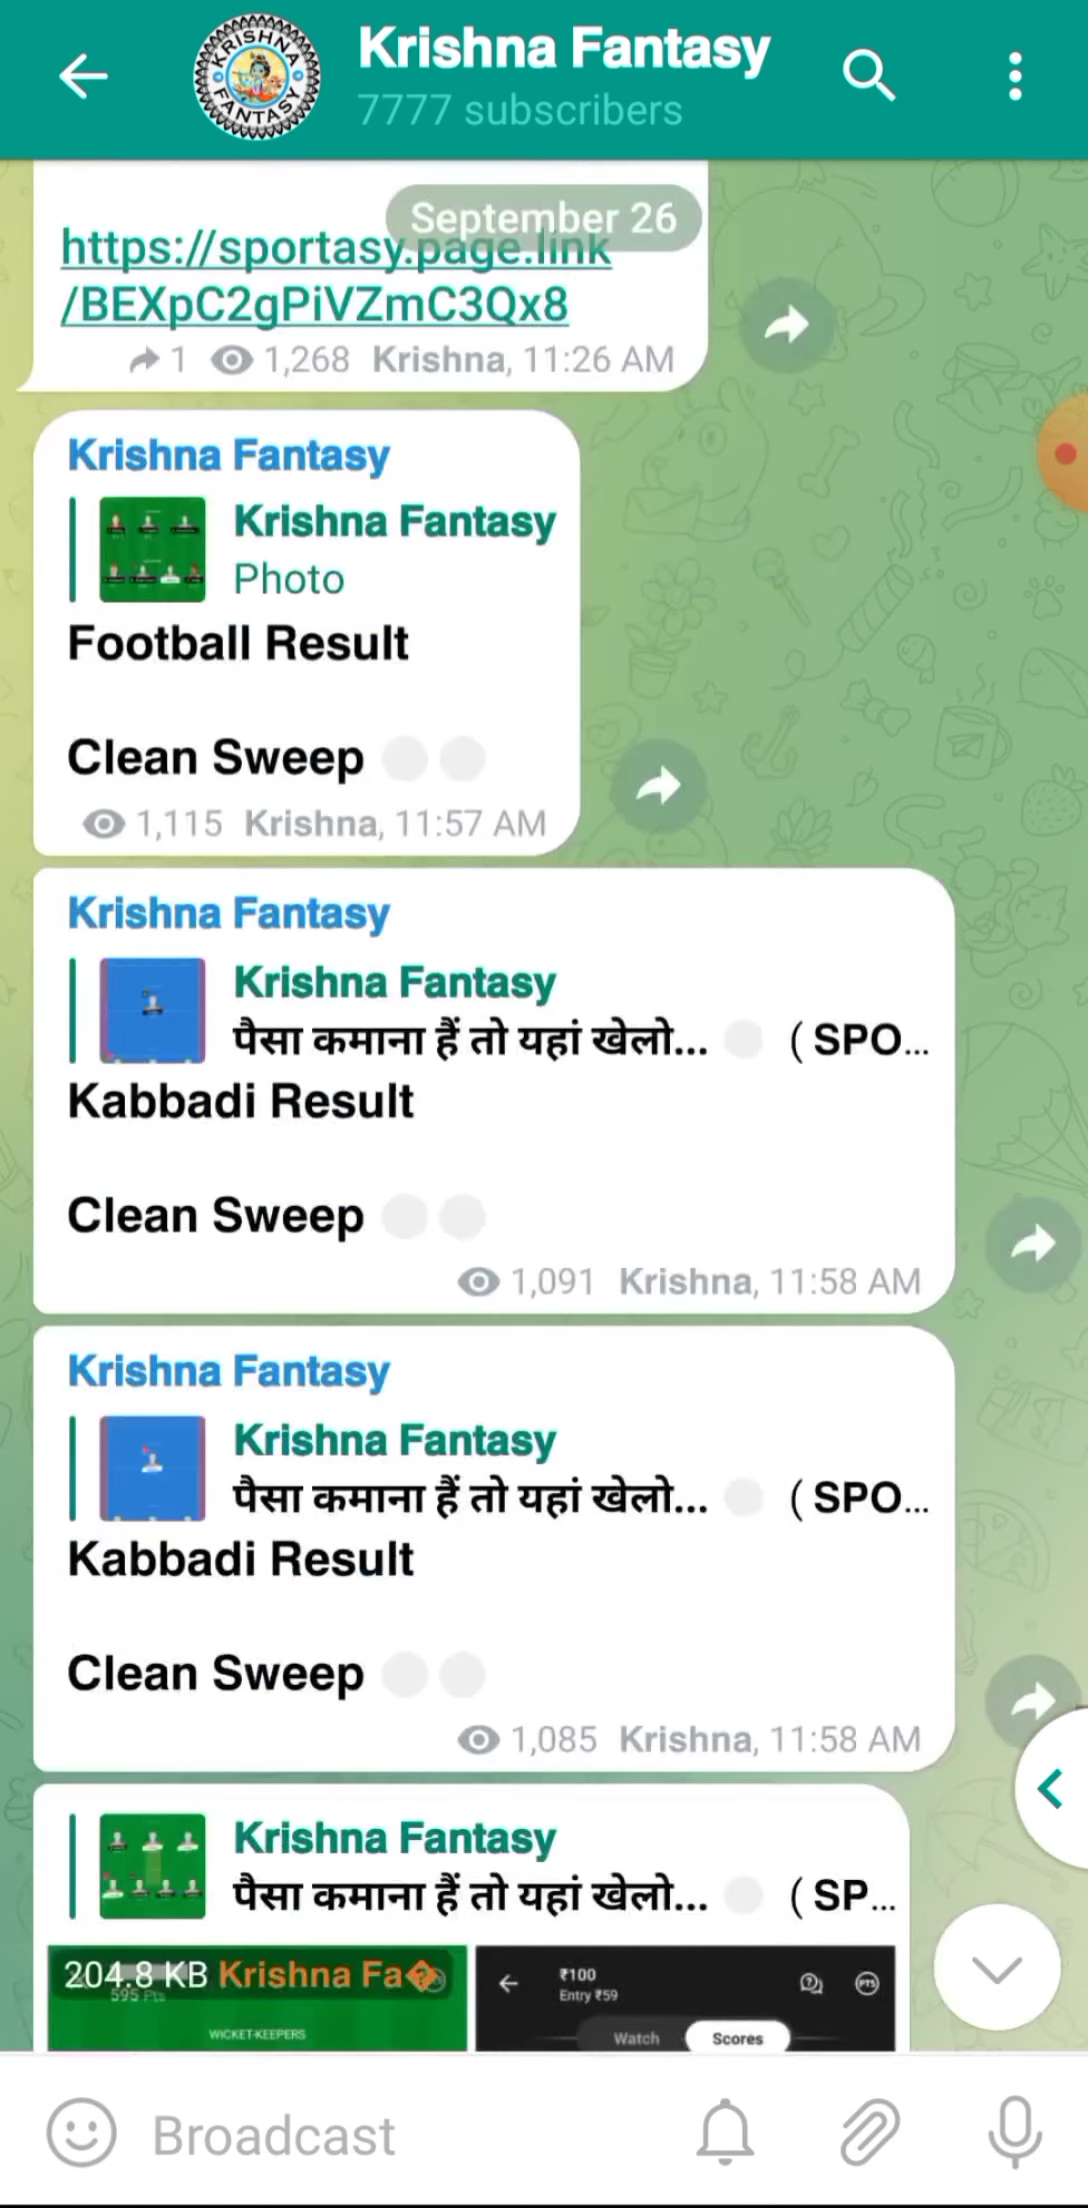 KRISHNA
FANTASY
Krishna Fantasy
7777 subscribers
September 26
https://sportasy.page.link
/BEXpC2gPiVZmC3Qx8
1 1,268 Krishna, 11:26 AM
Krishna Fantasy
Krishna Fantasy
Photo
Football Result
Clean Sweep
1,115 Krishna, 11:57 AM
Krishna Fantasy
Krishna Fantasy
पैसा कमाना हैं तो यहां खेलो... ( SPO...
Kabbadi Result
Clean Sweep
1,091 Krishna, 11:58 AM
Krishna Fantasy
Krishna Fantasy
पैसा कमाना हैं तो यहां खेलो... ( SPO...
Kabbadi Result
Clean Sweep
1,085 Krishna, 11:58 AM
Krishna Fantasy
पैसा कमाना हैं तो यहां खेलो... ( SP...
204.8 KB Krishna Fa�
595 Pts
WICKET-KEEPERS
₹100
Entry ₹59
PTS
Watch Scores
Broadcast